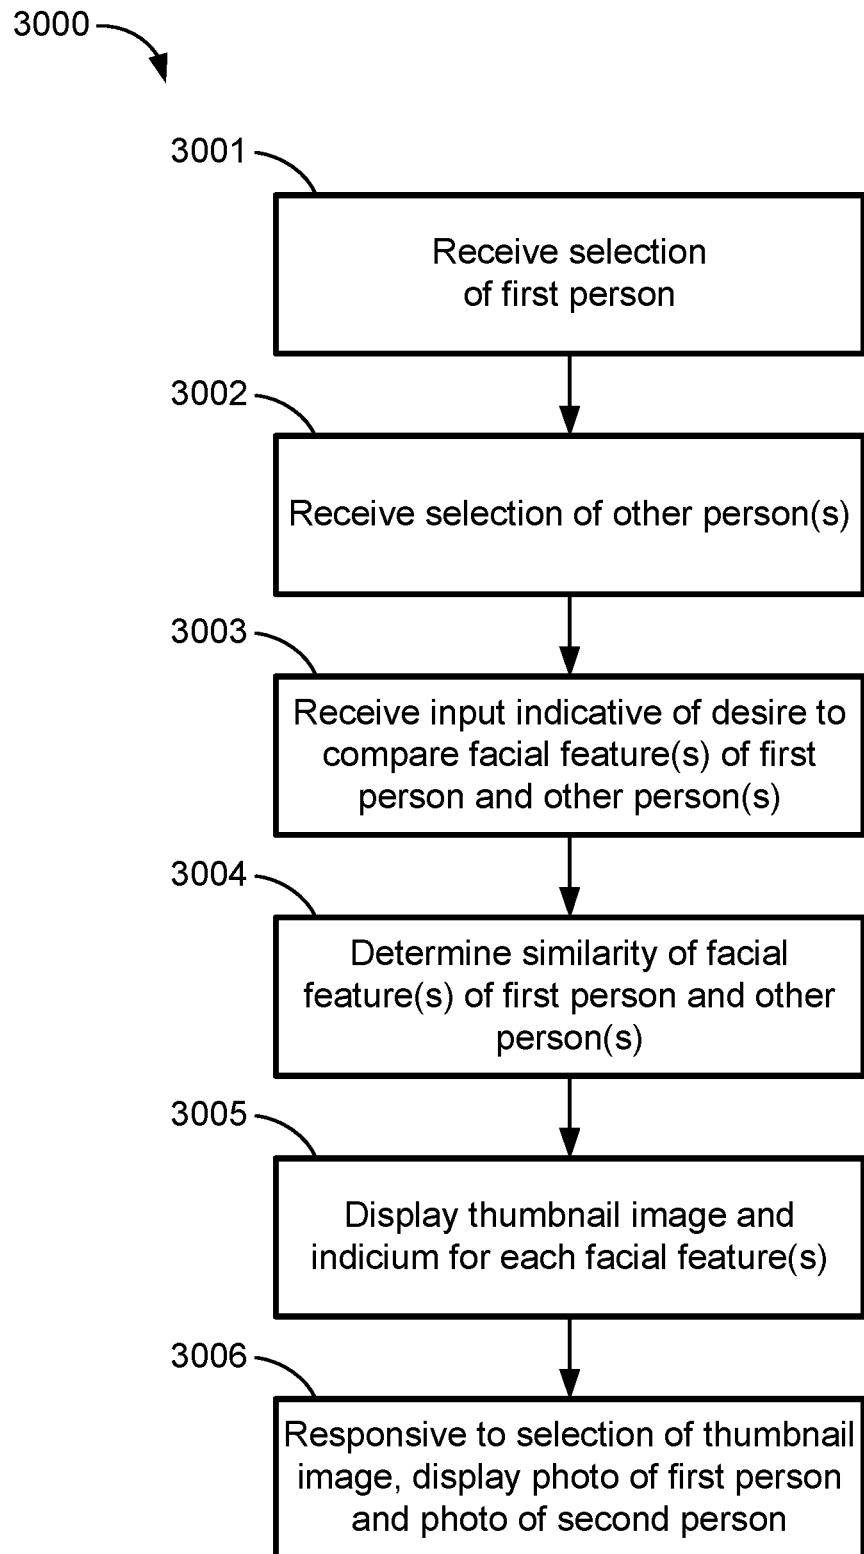 3000
3001
Receive selection
of first person
3002
Receive selection of other person(s)
3003
Receive input indicative of desire to
compare facial feature(s) of first
person and other person(s)
3004
Determine similarity of facial
feature(s) of first person and other
person(s)
3005
Display thumbnail image and
indicium for each facial feature(s)
3006
Responsive to selection of thumbnail
image, display photo of first person
and photo of second person